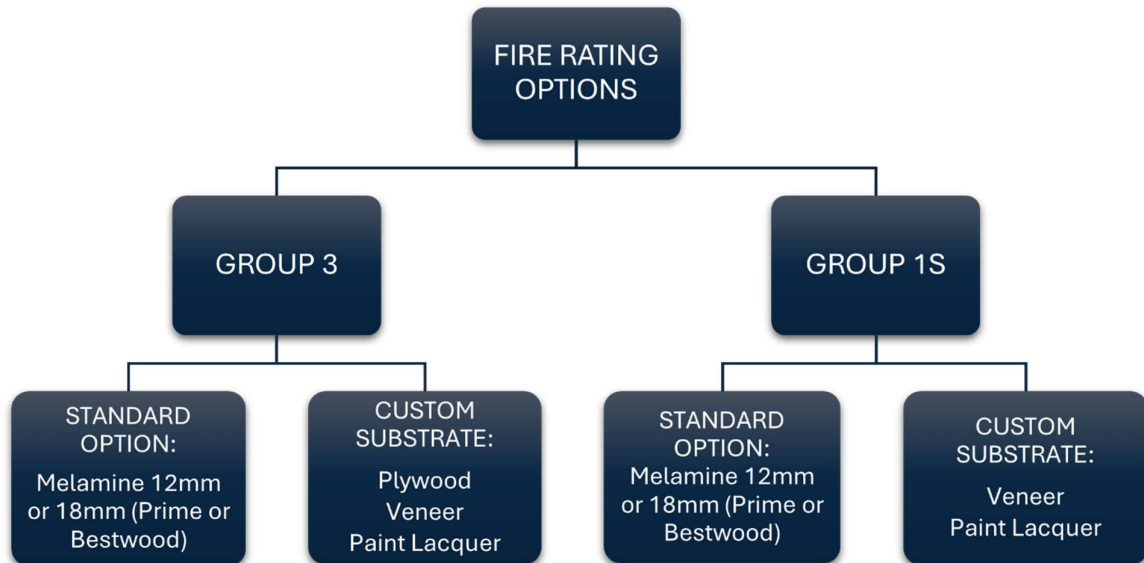 FIRE RATING
OPTIONS
GROUP 3
GROUP 1S
STANDARD
OPTION:
Melamine 12mm
or 18mm (Prime or
Bestwood)
CUSTOM
SUBSTRATE:
Plywood
Veneer
Paint Lacquer
STANDARD
OPTION:
Melamine 12mm
or 18mm (Prime or
Bestwood)
CUSTOM
SUBSTRATE:
Veneer
Paint Lacquer